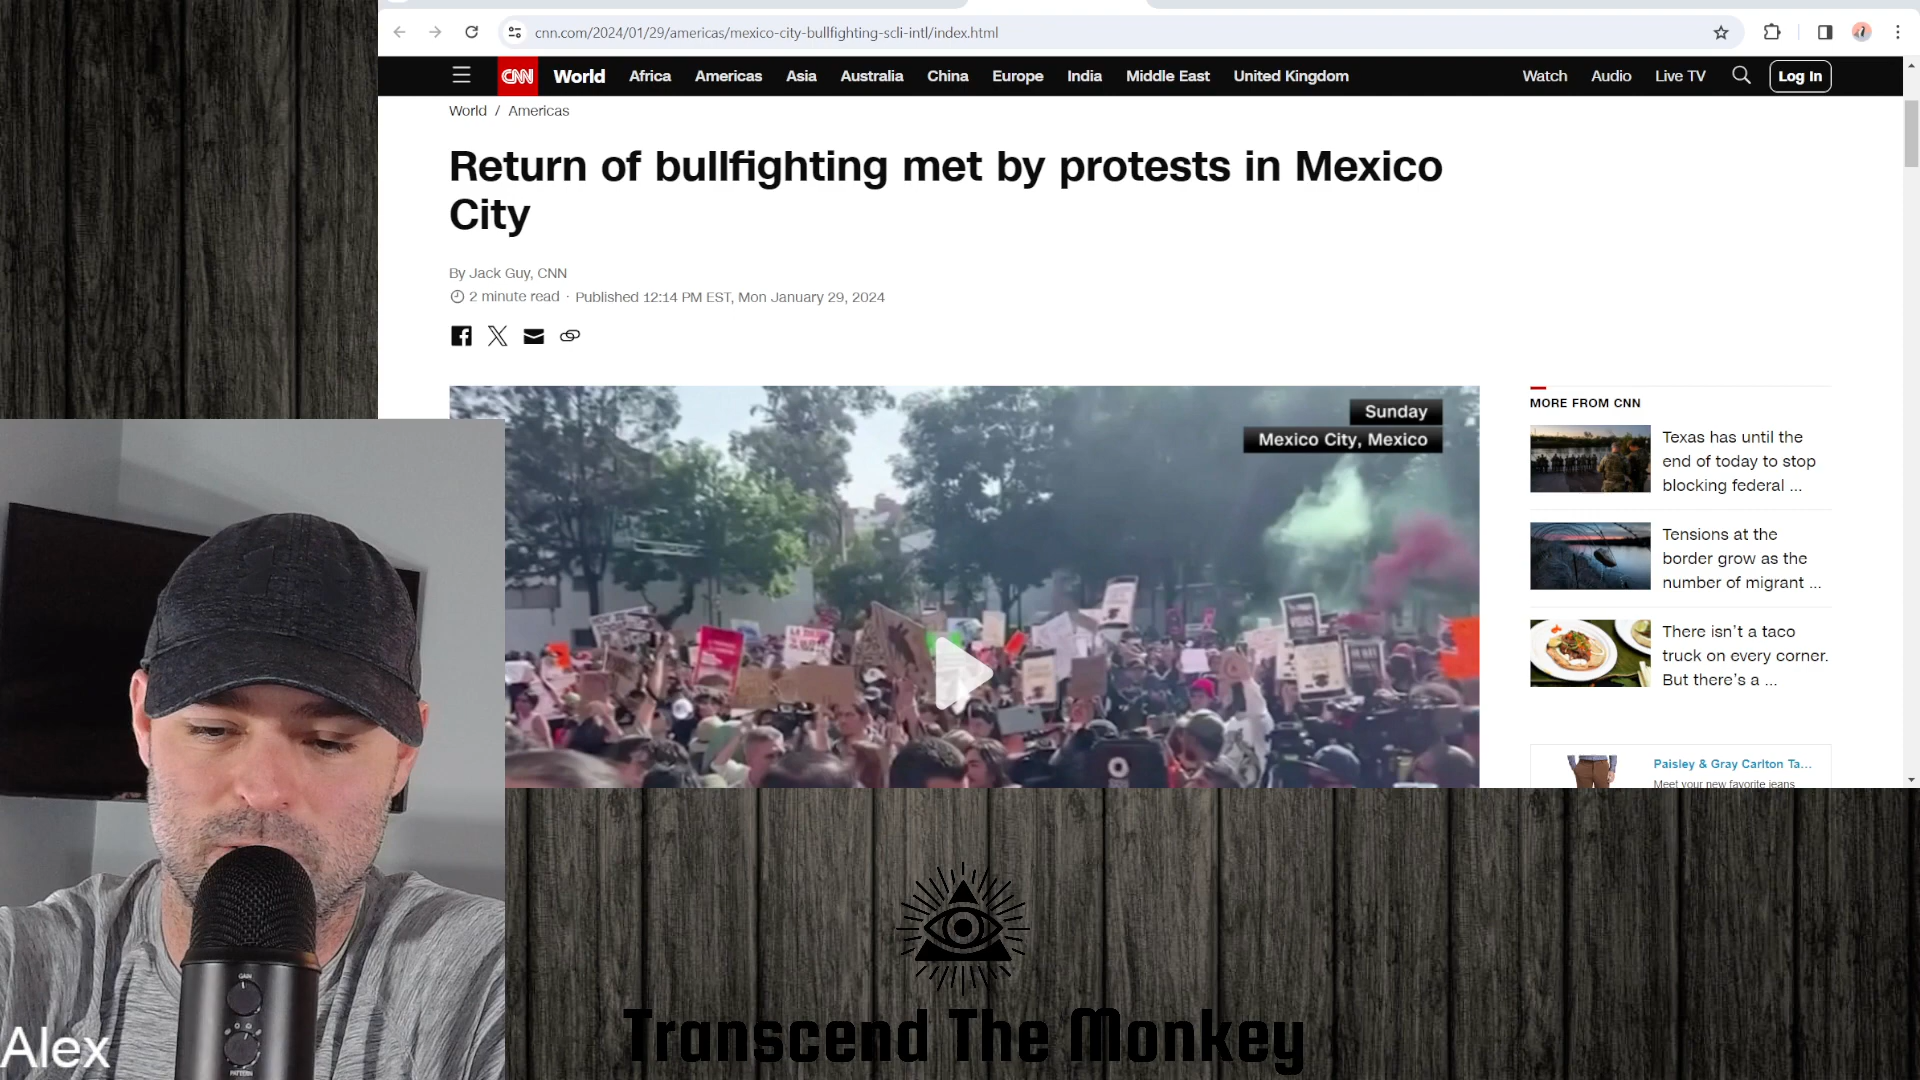 cnn.com/2024/01/29/americas/mexico-city-bullfighting-scli-intl/index.html
CNN World Africa Americas Asia Australia China Europe India Middle East United Kingdom Watch Audio Live TV Log In
World / Americas
Return of bullfighting met by protests in Mexico
City
By Jack Guy, CNN
2 minute read · Published 12:14 PM EST, Mon January 29, 2024
Sunday
Mexico City, Mexico
MORE FROM CNN
Texas has until the
end of today to stop
blocking federal ...
Tensions at the
border grow as the
number of migrant ...
There isn't a taco
truck on every corner.
But there's a ...
Paisley & Gray Carlton Ta...
Meet your new favorite jeans
GAIN
PATTERN
Alex
Transcend The Monkey